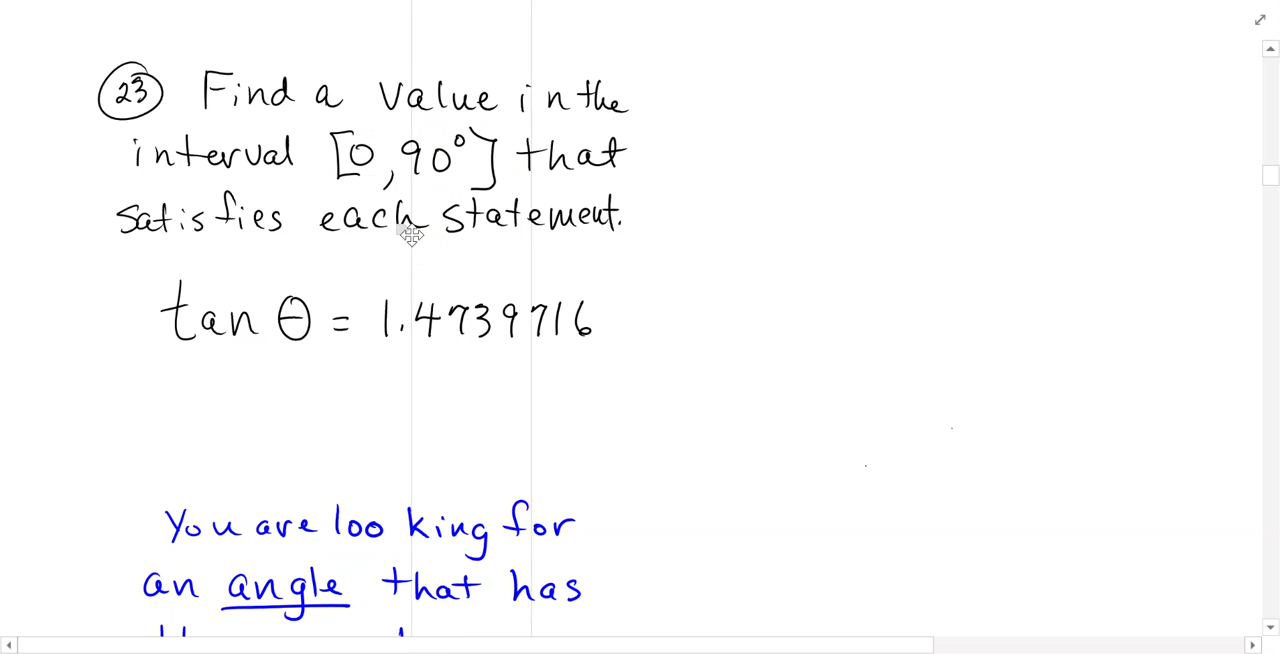 23 Find a value in the
interval [0, 90°] that
satisfies each statement.
tan θ = 1.4739716
You are looking for
an angle that has